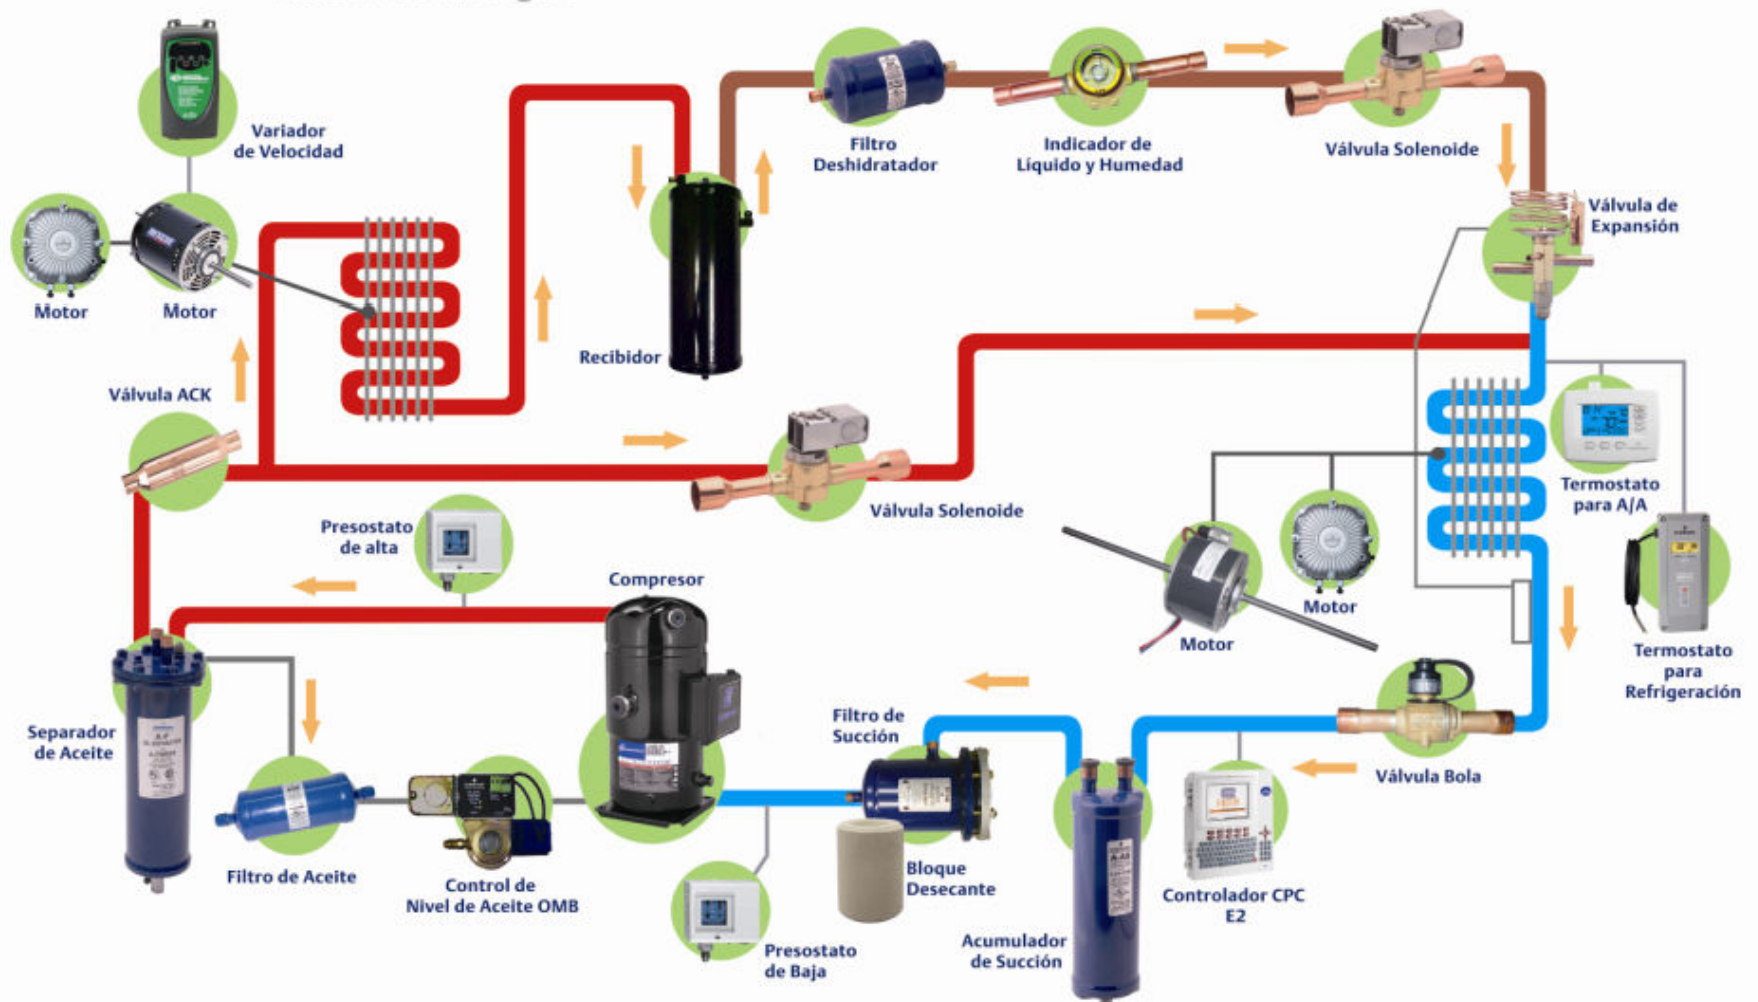 Variador
de Velocidad
Motor
Motor
Válvula ACK
Recibidor
Filtro
Deshidratador
Indicador de
Líquido y Humedad
Válvula Solenoide
Válvula de
Expansión
Válvula Solenoide
Termostato
para A/A
Termostato
para
Refrigeración
Motor
Motor
Presostato
de alta
Compresor
Separador
de Aceite
Filtro de Aceite
Control de
Nivel de Aceite OMB
Filtro de
Succión
Bloque
Desecante
Presostato
de Baja
Acumulador
de Succión
Controlador CPC
E2
Válvula Bola